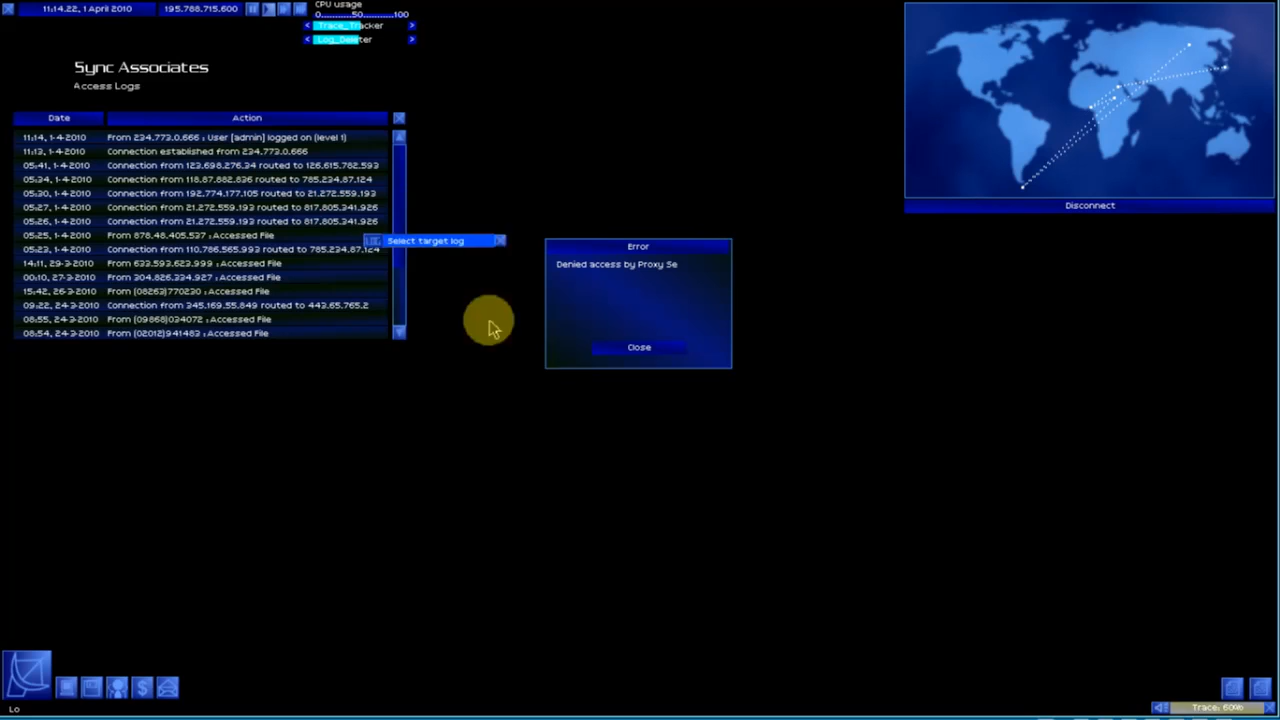 11:14.22, 1 April 2010
195.788.715.600
CPU usage
0........50........100
Trace_Tracker
Log_Deleter
Sync Associates
Access Logs
Date Action
11:14, 1-4-2010 From 234.773.0.666 : User [admin] logged on (level 1)
11:13, 1-4-2010 Connection established from 234.773.0.666
05:41, 1-4-2010 Connection from 123.698.276.34 routed to 126.615.782.593
05:34, 1-4-2010 Connection from 118.87.882.836 routed to 785.234.87.124
05:30, 1-4-2010 Connection from 192.774.177.105 routed to 21.272.559.193
05:27, 1-4-2010 Connection from 21.272.559.193 routed to 817.805.341.926
05:26, 1-4-2010 Connection from 21.272.559.193 routed to 817.805.341.926
05:25, 1-4-2010 From 878.48.405.537 : Accessed File
05:23, 1-4-2010 Connection from 110.786.565.993 routed to 785.234.87.124
14:11, 29-3-2010 From 633.593.623.999 : Accessed File
00:10, 27-3-2010 From 304.826.334.927 : Accessed File
15:42, 26-3-2010 From (08263)770230 : Accessed File
09:22, 24-3-2010 Connection from 345.169.55.849 routed to 443.65.765.2
08:55, 24-3-2010 From (09868)034072 : Accessed File
08:54, 24-3-2010 From (02012)941483 : Accessed File
Select target log
Error
Denied access by Proxy Se
Close
Disconnect
$
Lo
Trace: 60%